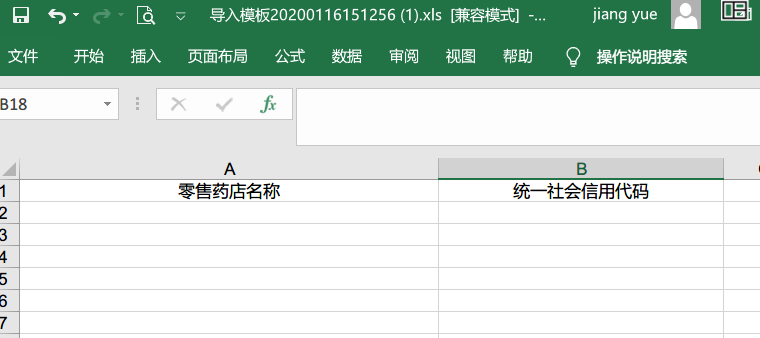 导入模板20200116151256 (1).xls [兼容模式] -... jiang yue
文件 开始 插入 页面布局 公式 数据 审阅 视图 帮助 操作说明搜索
B18 fx
A B
1 零售药店名称 统一社会信用代码
2
3
4
5
6
7